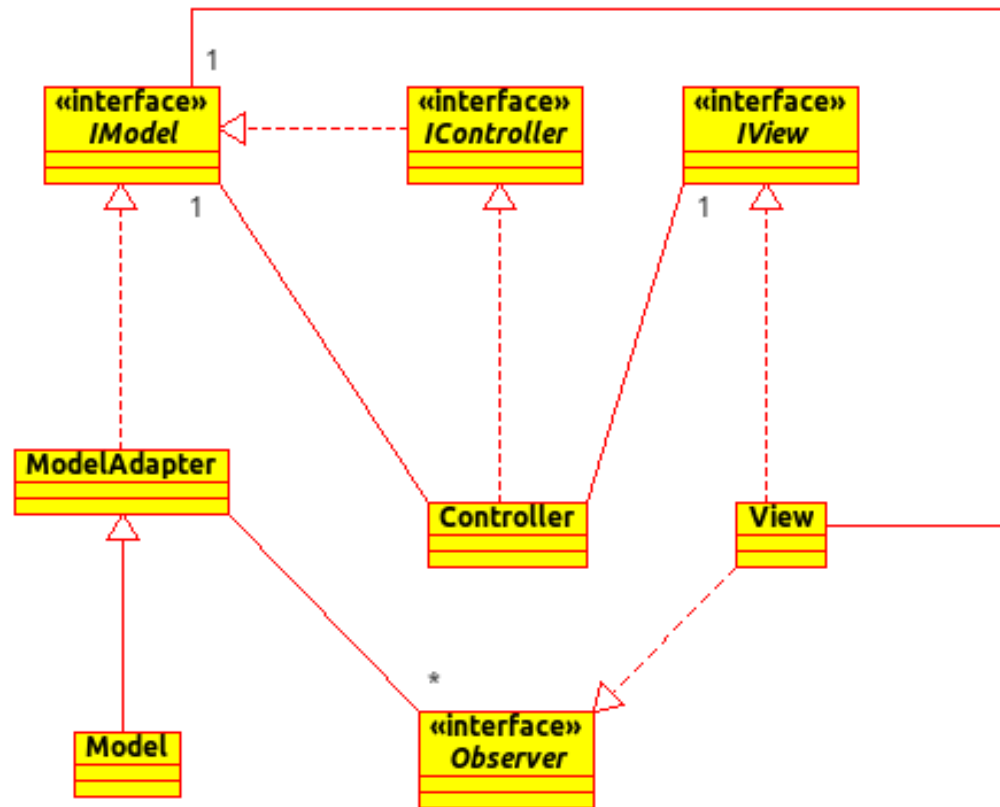 1
«interface»
IModel
«interface»
IController
«interface»
IView
1
1
ModelAdapter
Controller
View
*
«interface»
Observer
Model